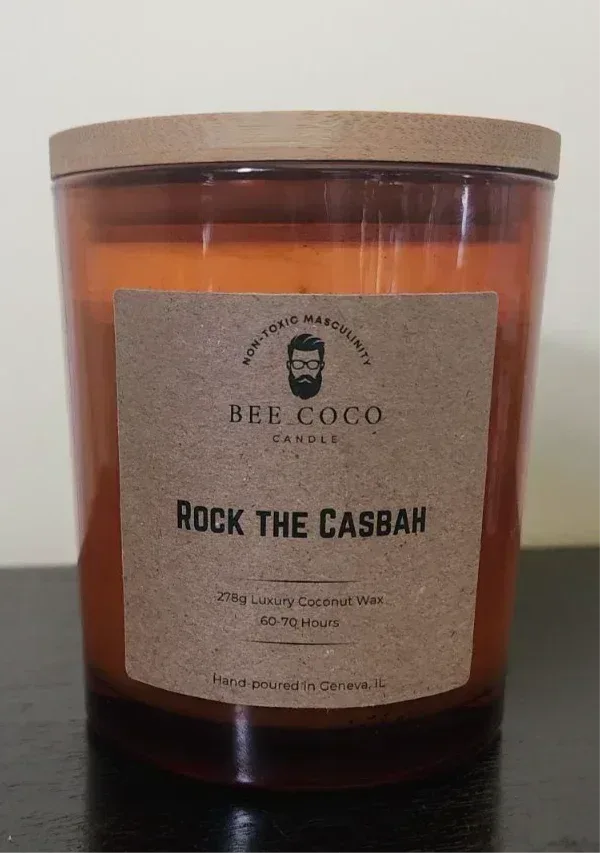 NON-TOXIC MASCULINITY
BEE COCO
CANDLE
ROCK THE CASBAH
278g Luxury Coconut Wax
60-70 Hours
Hand-poured in Geneva, IL